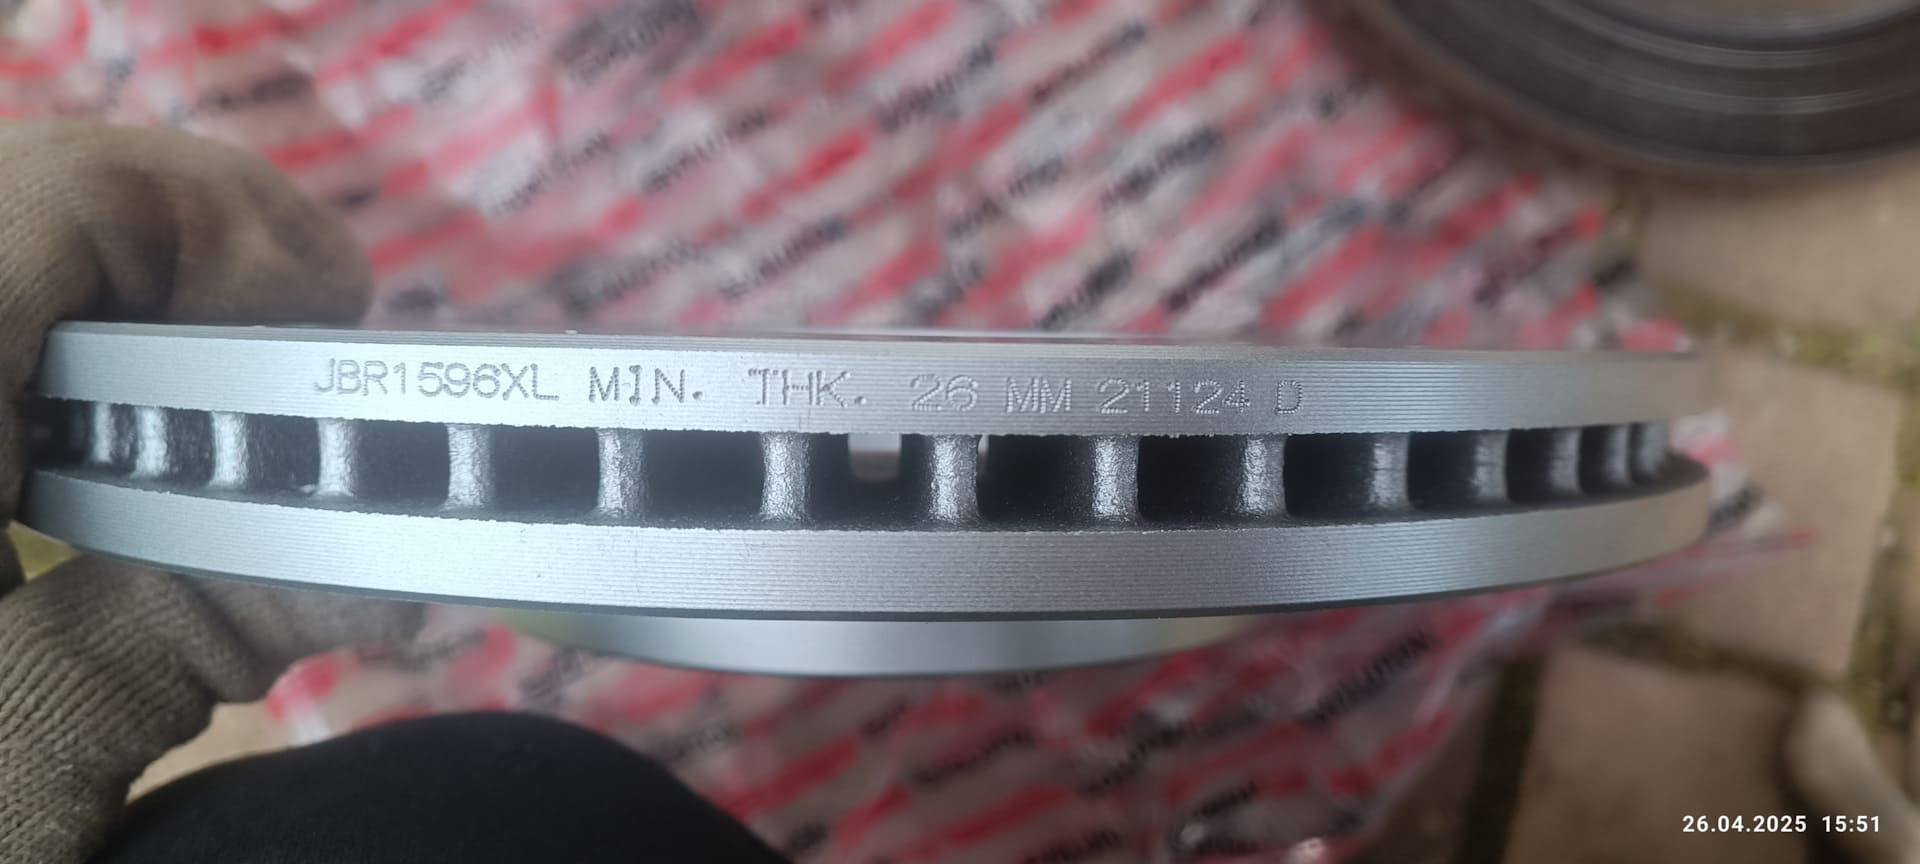 JBR1596XL MIN. THK. 26 MM 21124 D
26.04.2025 15:51